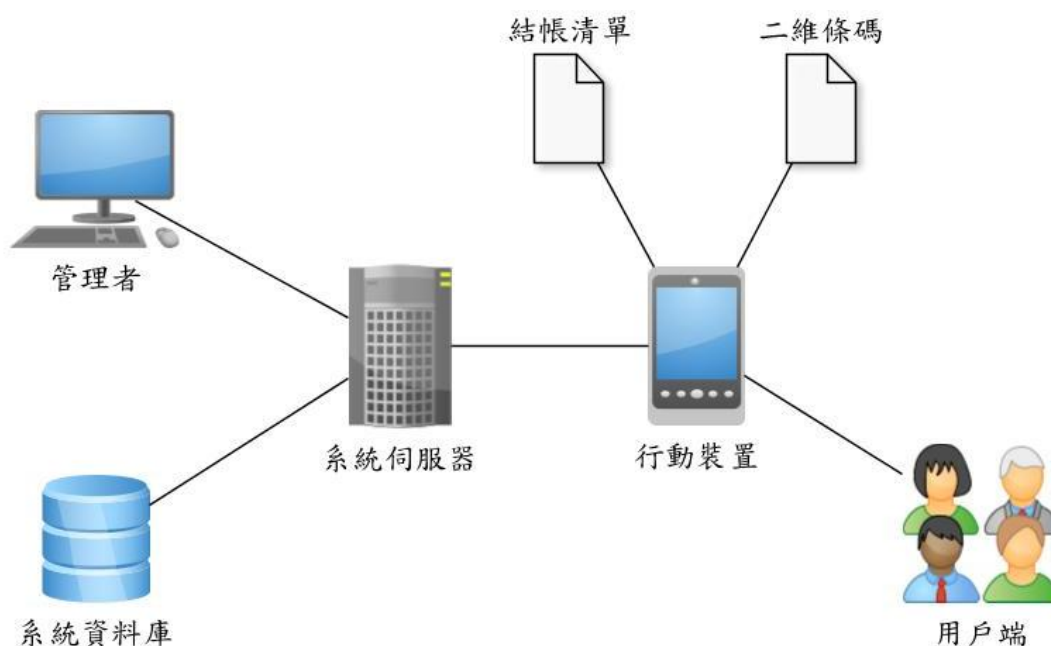 結帳清單
二維條碼
管理者
系統伺服器
行動裝置
系統資料庫
用戶端